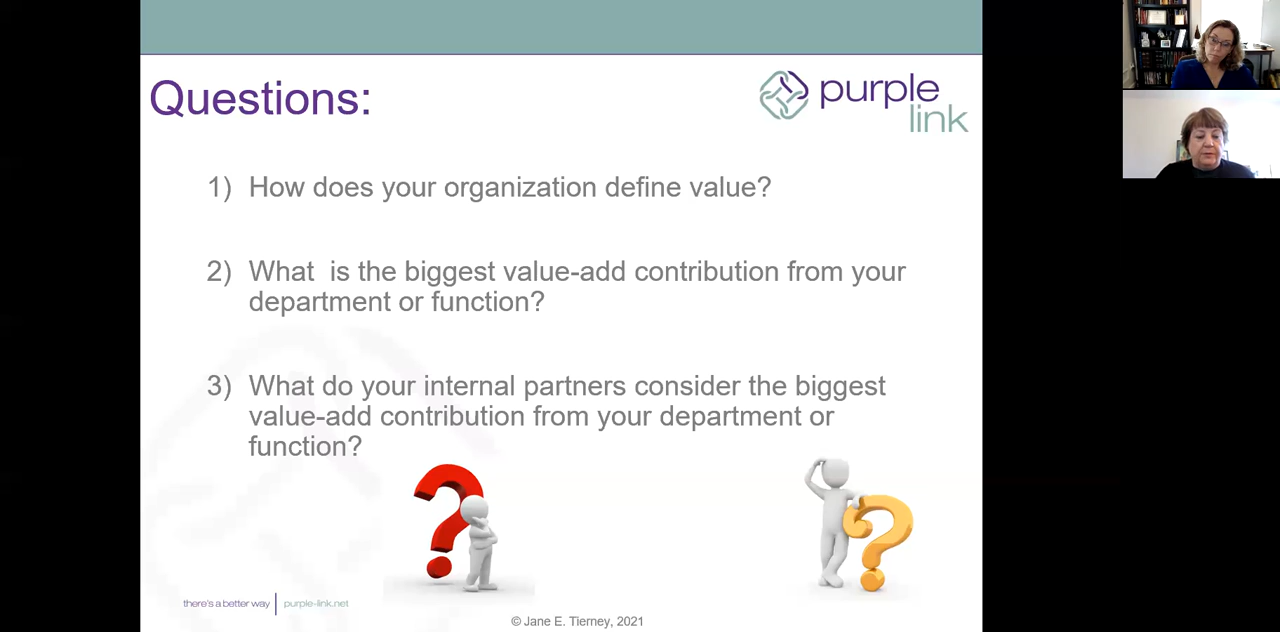 Questions:
purple
link
1) How does your organization define value?
2) What  is the biggest value-add contribution from your
department or function?
3) What do your internal partners consider the biggest
value-add contribution from your department or
function?
there's a better way | purple-link.net
© Jane E. Tierney, 2021